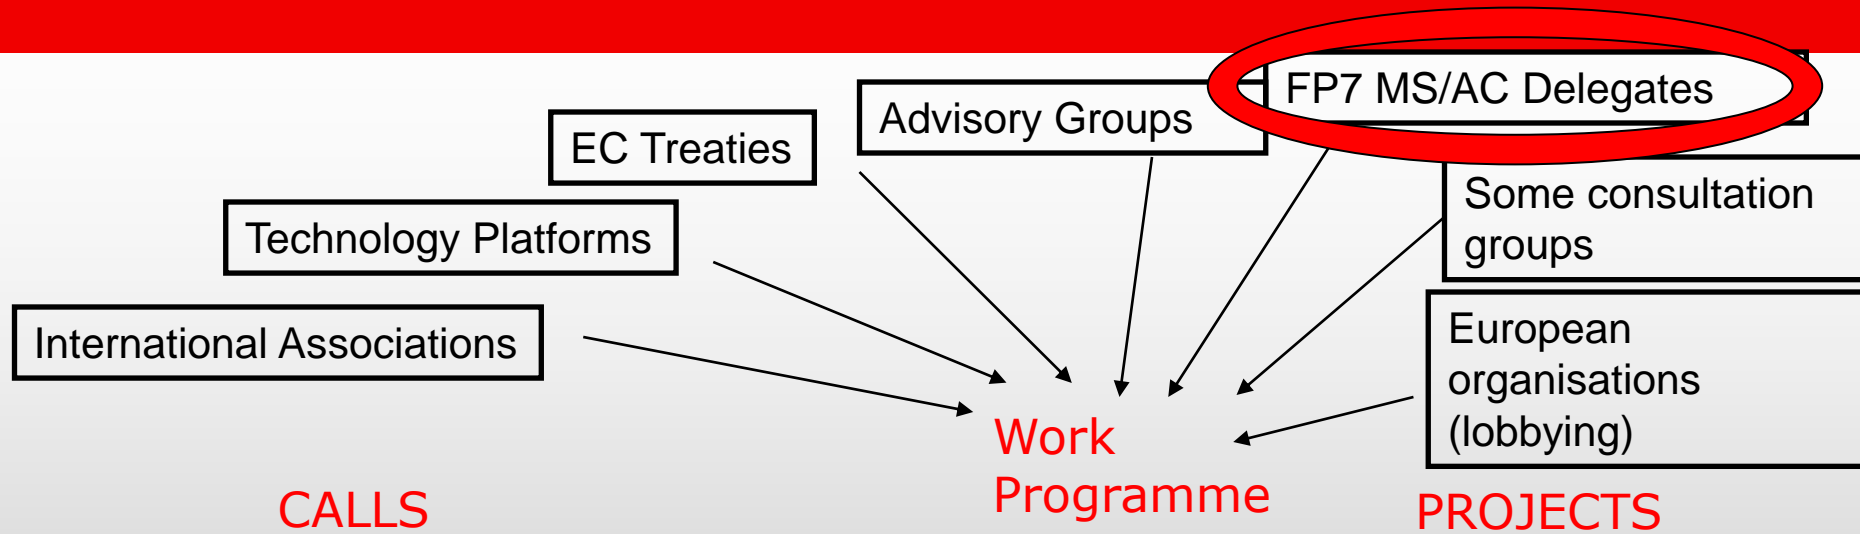 FP7 MS/AC Delegates
Advisory Groups
EC Treaties
Some consultation
groups
Technology Platforms
International Associations
European
organisations
(lobbying)
Work
Programme
CALLS
PROJECTS